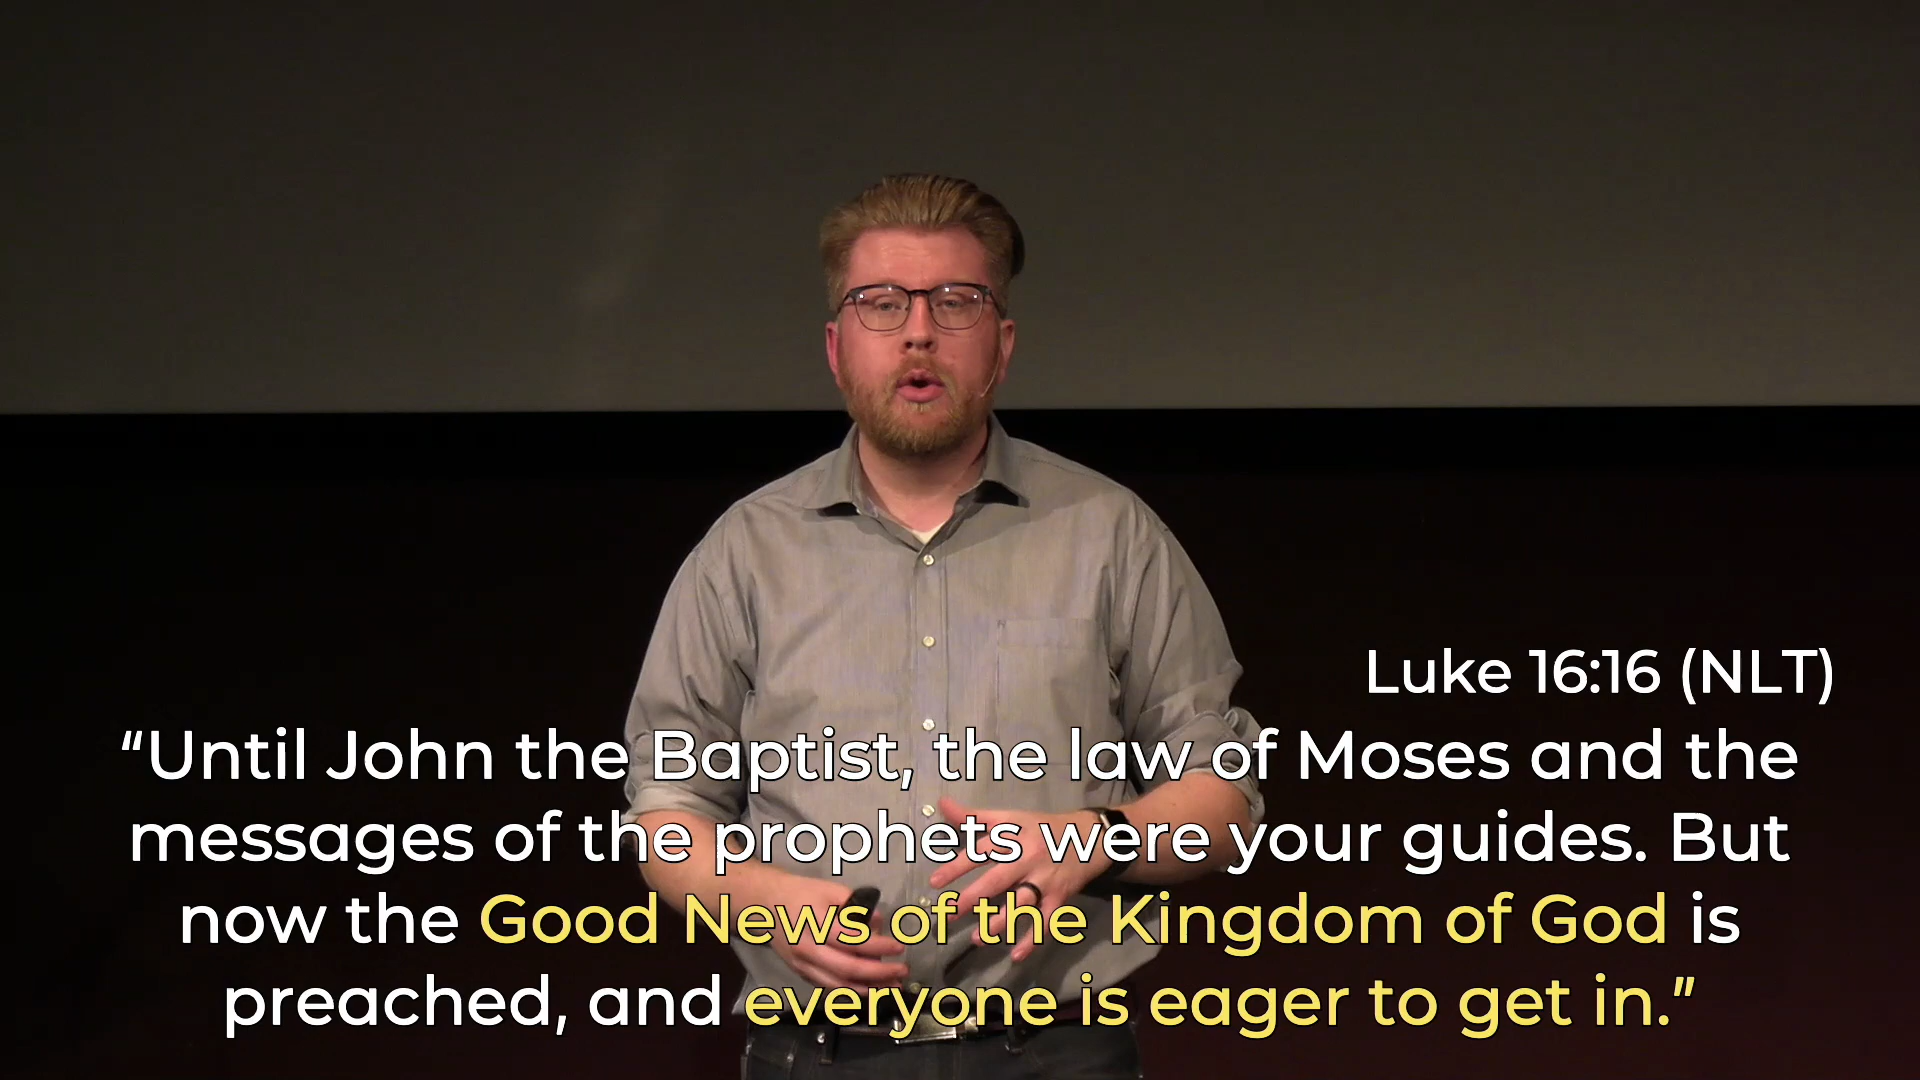 Luke 16:16 (NLT)
“Until John the Baptist, the law of Moses and the
messages of the prophets were your guides. But
now the Good News of the Kingdom of God is
preached, and everyone is eager to get in.”